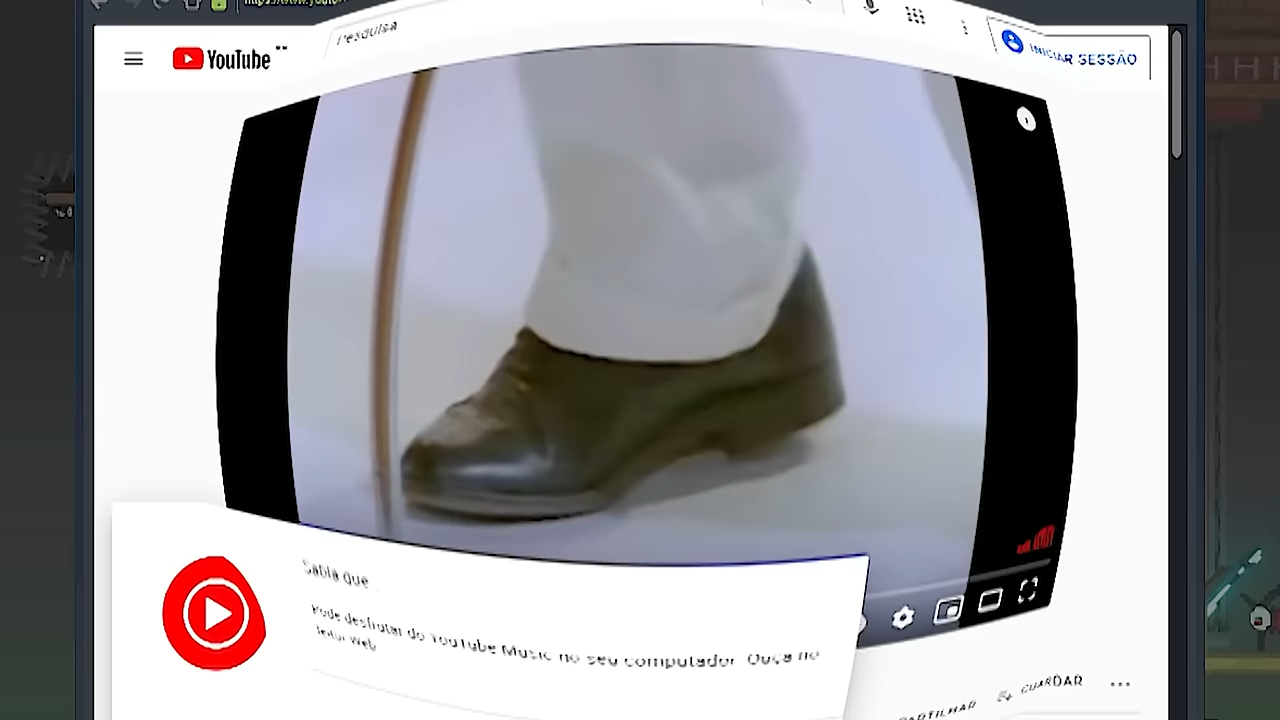 Pesquisa
YouTube
INICIAR SESSÃO
Sabia que...
Pode desfrutar do YouTube Music no seu computador. Ouça no
leitor Web
GUARDAR